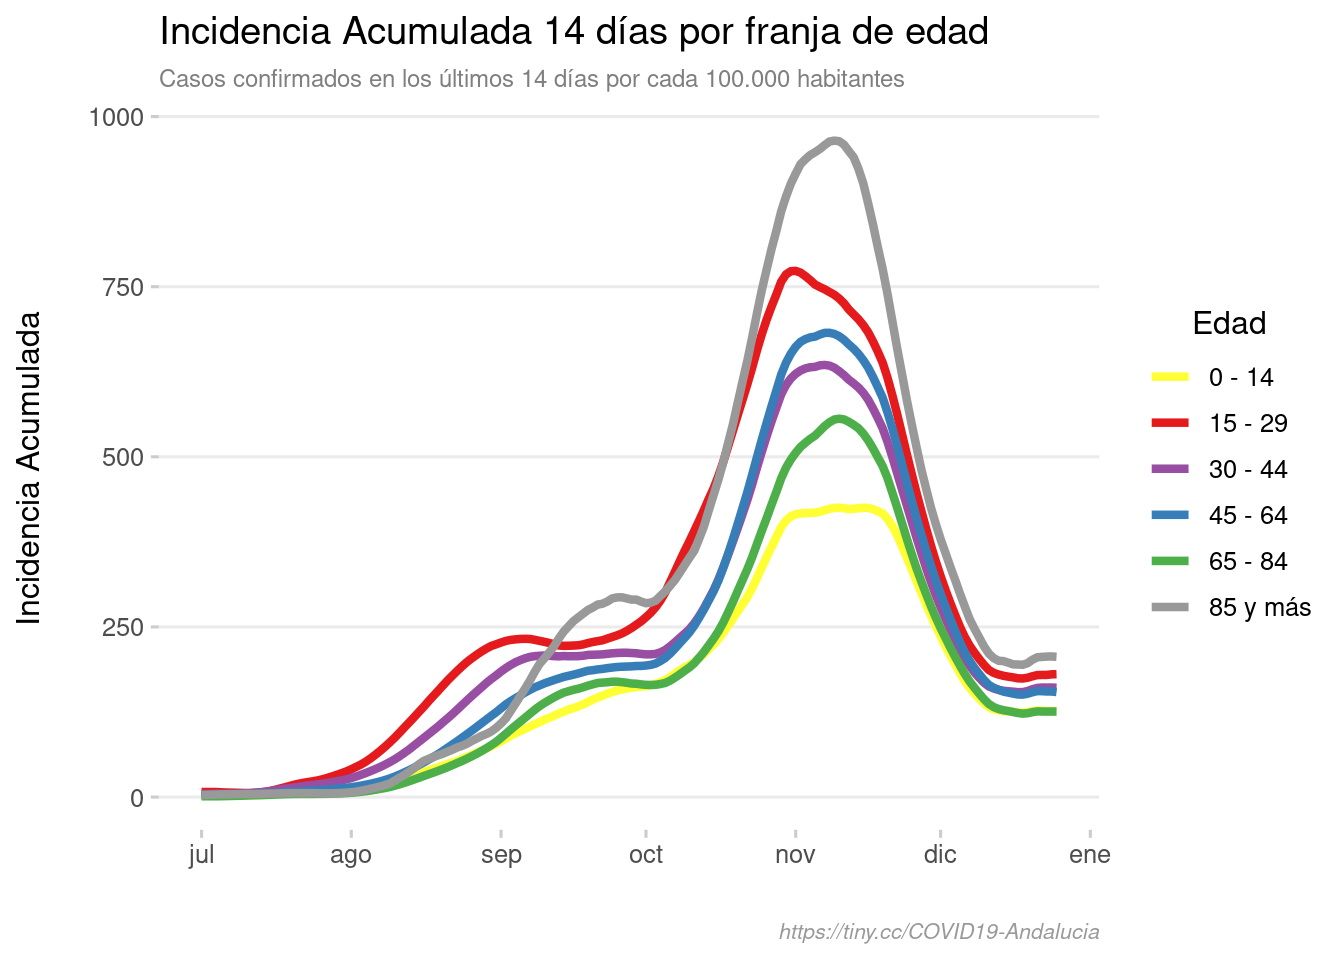 Incidencia Acumulada 14 días por franja de edad
Casos confirmados en los últimos 14 días por cada 100.000 habitantes
Incidencia Acumulada
1000
750
500
250
0
jul
ago
sep
oct
nov
dic
ene
Edad
0 - 14
15 - 29
30 - 44
45 - 64
65 - 84
85 y más
https://tiny.cc/COVID19-Andalucia